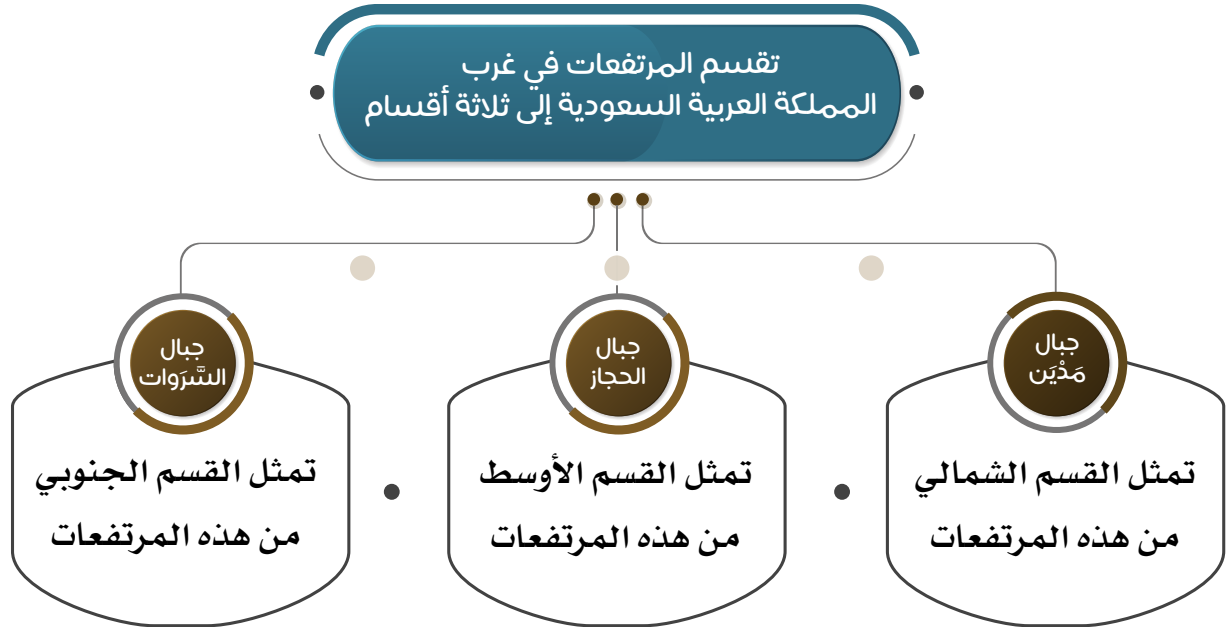 تقسم المرتفعات في غرب
المملكة العربية السعودية إلى ثلاثة أقسام
جبال
مَدْيَن
تمثل القسم الشمالي
من هذه المرتفعات
جبال
الحجاز
تمثل القسم الأوسط
من هذه المرتفعات
جبال
السَّرَوات
تمثل القسم الجنوبي
من هذه المرتفعات